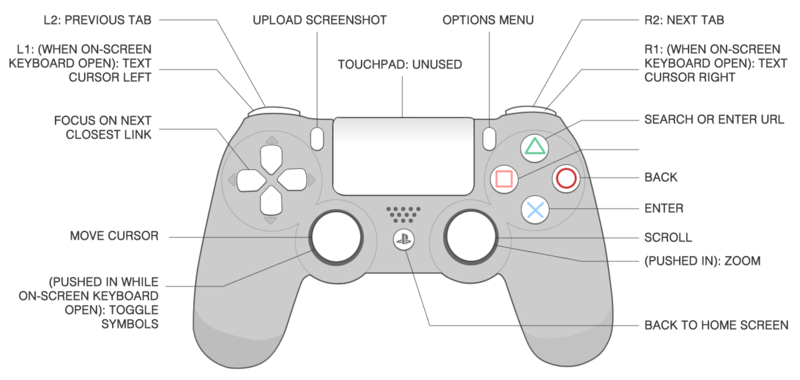 L2: PREVIOUS TAB
UPLOAD SCREENSHOT
OPTIONS MENU
R2: NEXT TAB
L1: (WHEN ON-SCREEN
KEYBOARD OPEN): TEXT
CURSOR LEFT
TOUCHPAD: UNUSED
R1: (WHEN ON-SCREEN
KEYBOARD OPEN): TEXT
CURSOR RIGHT
FOCUS ON NEXT
CLOSEST LINK
SEARCH OR ENTER URL
BACK
ENTER
MOVE CURSOR
SCROLL
(PUSHED IN): ZOOM
(PUSHED IN WHILE
ON-SCREEN KEYBOARD
OPEN): TOGGLE
SYMBOLS
BACK TO HOME SCREEN